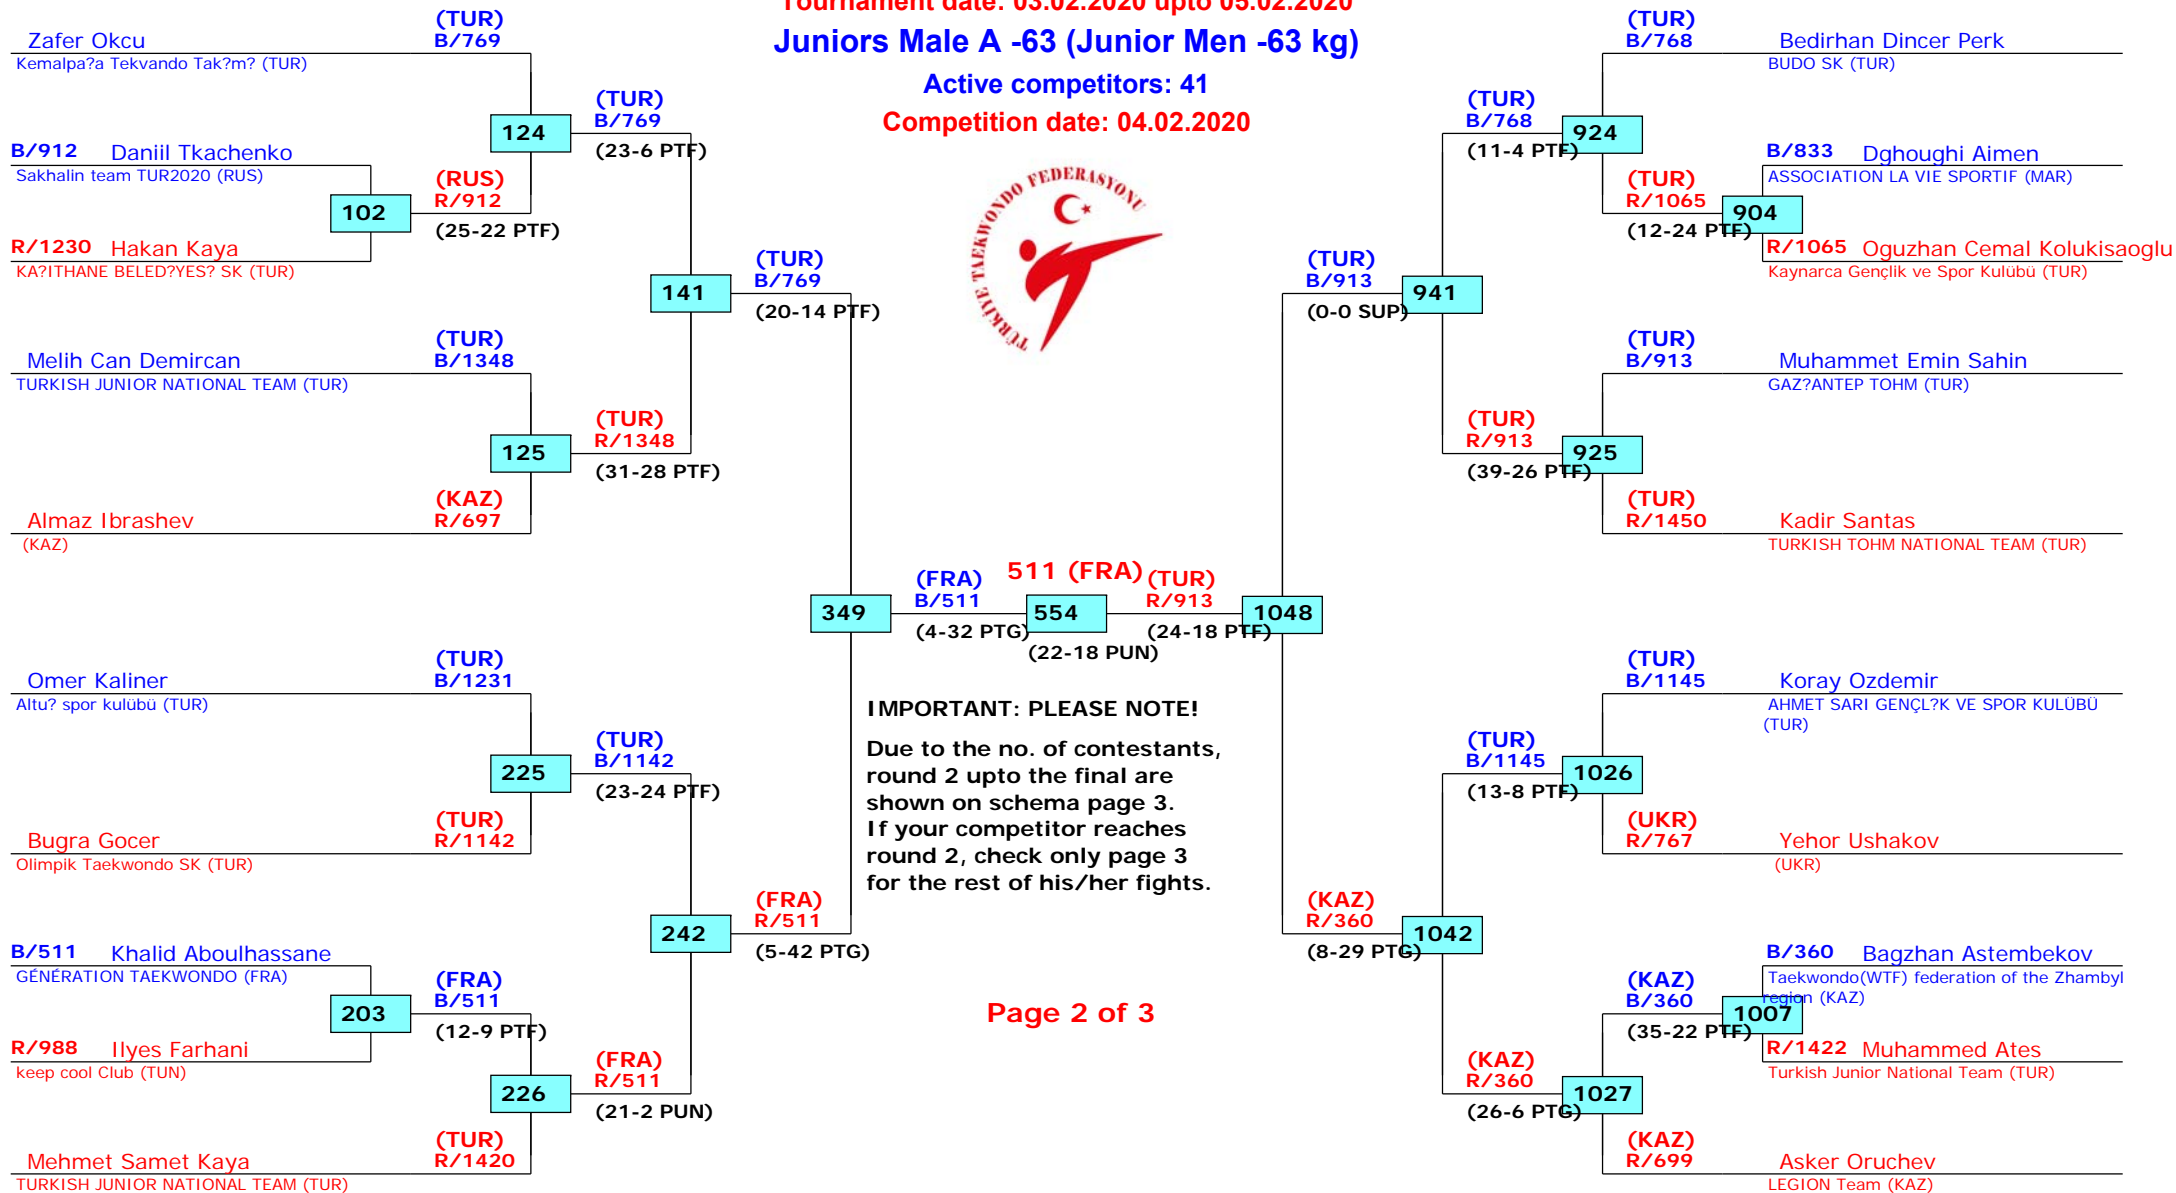 Tournament date: 03.02.2020 upto 05.02.2020
Juniors Male A -63 (Junior Men -63 kg)
Active competitors: 41
Competition date: 04.02.2020
TÜRKİYE TAEKWONDO FEDERASYONU
(TUR)
Zafer Okcu B/769
Kemalpa?a Tekvando Tak?m? (TUR)
(TUR)
124 B/769
(23-6 PTF)
B/912 Daniil Tkachenko
Sakhalin team TUR2020 (RUS)
(RUS)
102 R/912
(25-22 PTF)
R/1230 Hakan Kaya
KA?ITHANE BELED?YES? SK (TUR)
(TUR)
141 B/769
(20-14 PTF)
(TUR)
Melih Can Demircan B/1348
TURKISH JUNIOR NATIONAL TEAM (TUR)
(TUR)
125 R/1348
(31-28 PTF)
(KAZ)
Almaz Ibrashev R/697
(KAZ)
349
(FRA)
B/511
(4-32 PTG)
511 (FRA)
554
(22-18 PUN)
(TUR)
R/913
(24-18 PTF)
1048
(TUR)
Omer Kaliner B/1231
Altu? spor kulübü (TUR)
(TUR)
225 B/1142
(23-24 PTF)
(TUR)
Bugra Gocer R/1142
Olimpik Taekwondo SK (TUR)
(FRA)
242 R/511
(5-42 PTG)
B/511 Khalid Aboulhassane
GÉNÉRATION TAEKWONDO (FRA)
(FRA)
203 B/511
(12-9 PTF)
R/988 Ilyes Farhani
keep cool Club (TUN)
(FRA)
226 R/511
(21-2 PUN)
(TUR)
Mehmet Samet Kaya R/1420
TURKISH JUNIOR NATIONAL TEAM (TUR)
IMPORTANT: PLEASE NOTE!
Due to the no. of contestants,
round 2 upto the final are
shown on schema page 3.
If your competitor reaches
round 2, check only page 3
for the rest of his/her fights.
Page 2 of 3
(TUR)
B/768 Bedirhan Dincer Perk
BUDO SK (TUR)
(TUR)
B/768 924
(11-4 PTF)
B/833 Dghoughi Aimen
ASSOCIATION LA VIE SPORTIF (MAR)
(TUR)
R/1065 904
(12-24 PTF)
R/1065 Oguzhan Cemal Kolukisaoglu
Kaynarca Gençlik ve Spor Kulübü (TUR)
(TUR)
B/913 941
(0-0 SUP)
(TUR)
B/913 Muhammet Emin Sahin
GAZ?ANTEP TOHM (TUR)
(TUR)
R/913 925
(39-26 PTF)
(TUR)
R/1450 Kadir Santas
TURKISH TOHM NATIONAL TEAM (TUR)
(TUR)
B/1145 Koray Ozdemir
AHMET SARI GENÇL?K VE SPOR KULÜBÜ
(TUR)
(TUR)
B/1145 1026
(13-8 PTF)
(UKR)
R/767 Yehor Ushakov
(UKR)
(KAZ)
R/360 1042
(8-29 PTG)
B/360 Bagzhan Astembekov
Taekwondo(WTF) federation of the Zhambyl
region (KAZ)
(KAZ)
B/360 1007
(35-22 PTF)
R/1422 Muhammed Ates
Turkish Junior National Team (TUR)
(KAZ)
R/360 1027
(26-6 PTG)
(KAZ)
R/699 Asker Oruchev
LEGION Team (KAZ)